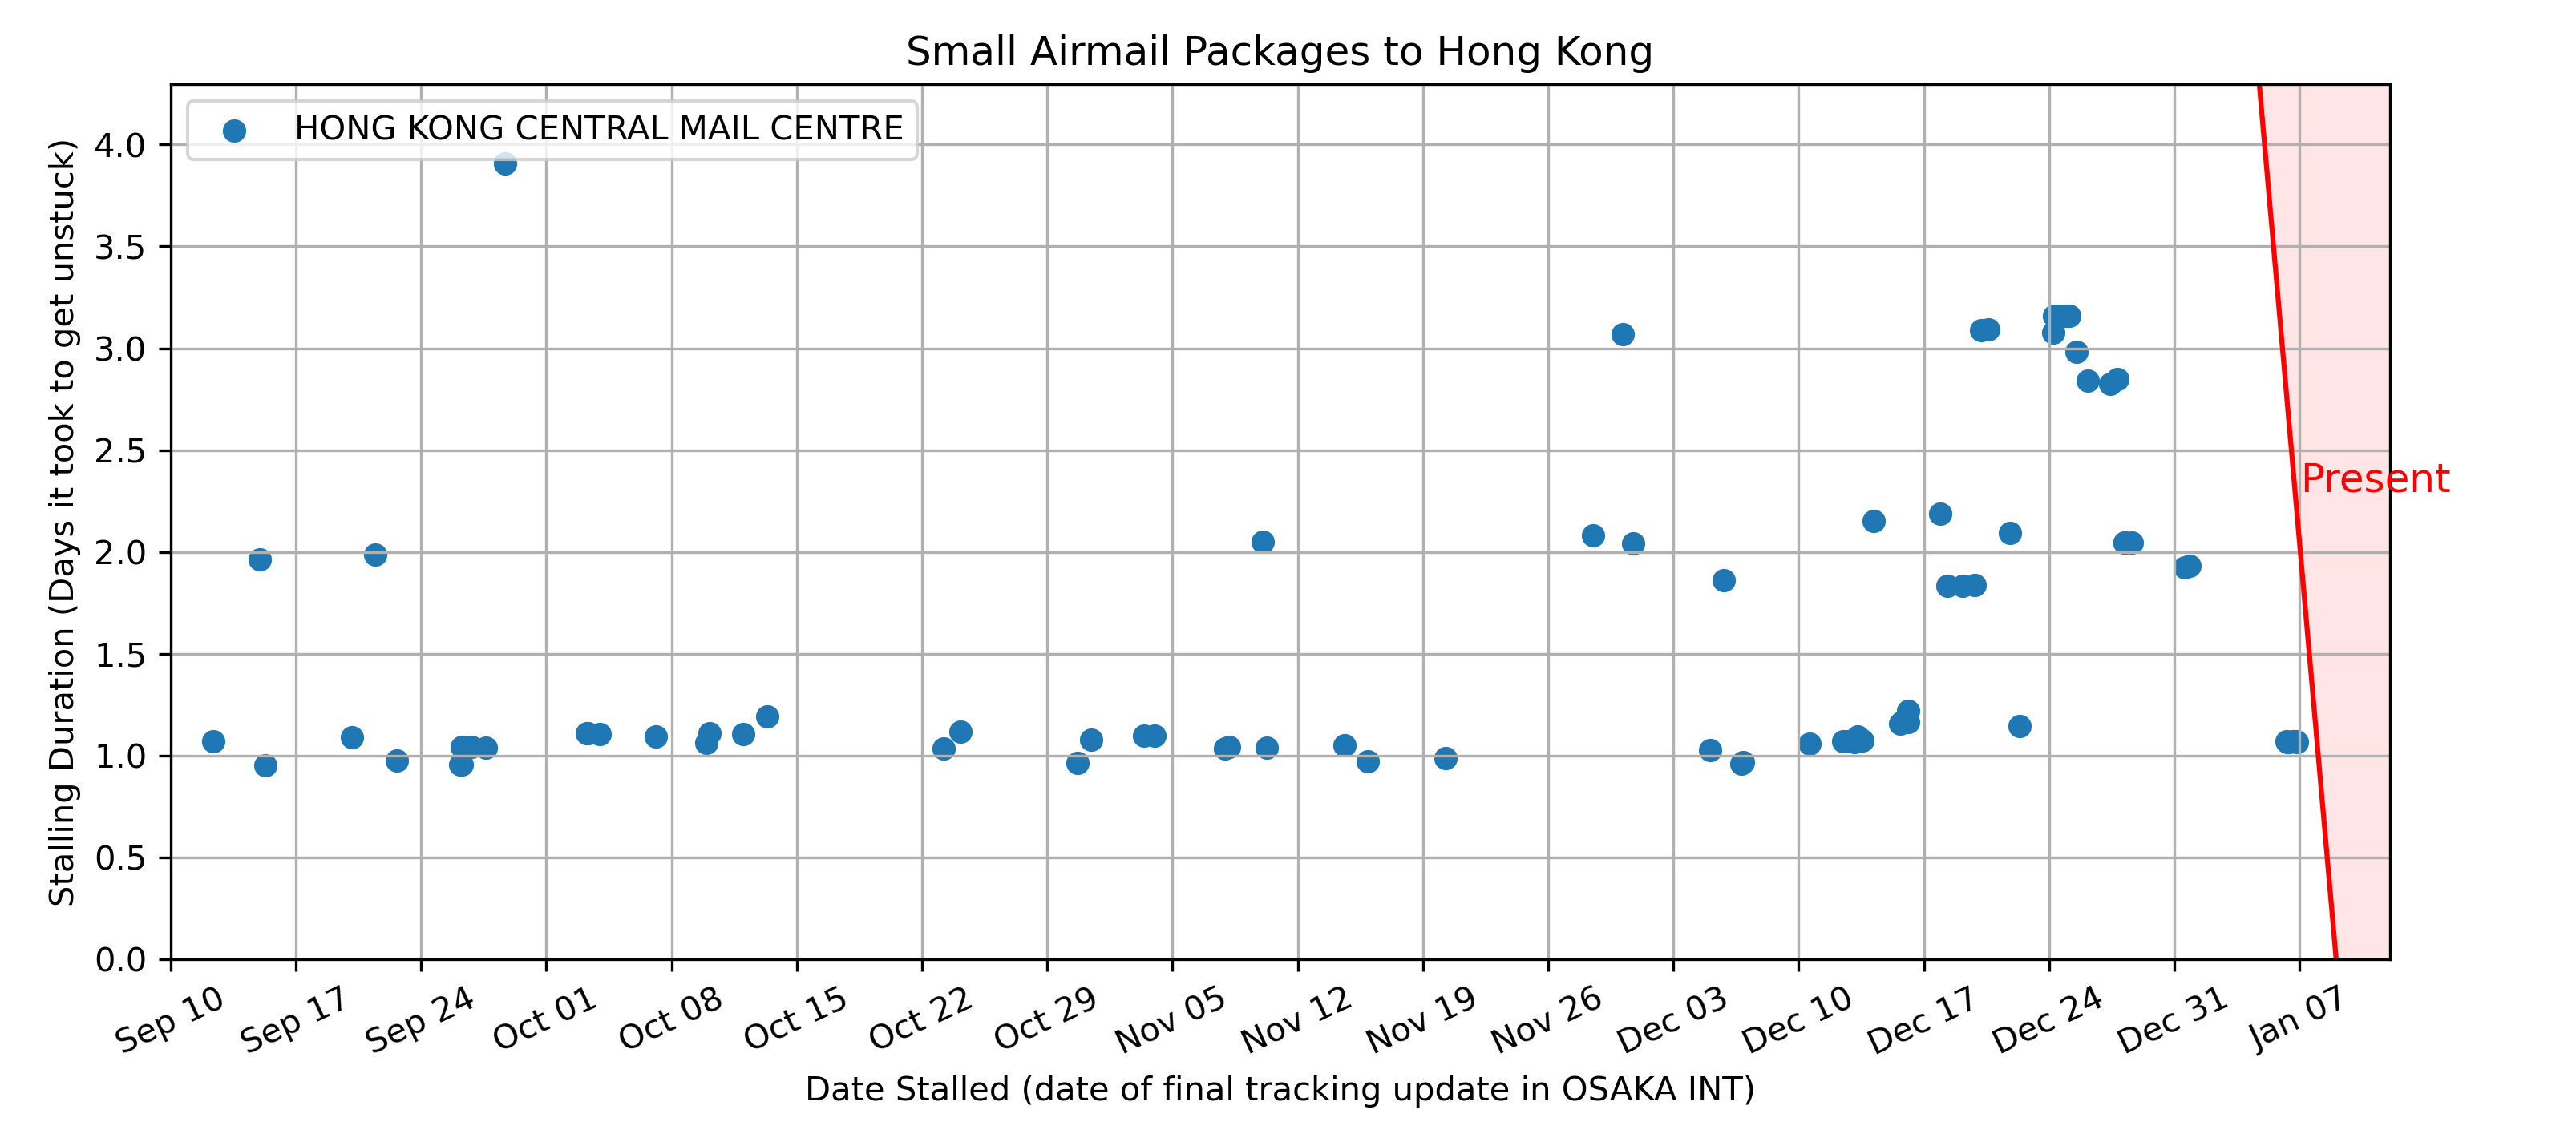 Small Airmail Packages to Hong Kong
HONG KONG CENTRAL MAIL CENTRE
Stalling Duration (Days it took to get unstuck)
4.0
3.5
3.0
2.5
2.0
1.5
1.0
0.5
0.0
Present
Sep 10
Sep 17
Sep 24
Oct 01
Oct 08
Oct 15
Oct 22
Oct 29
Nov 05
Nov 12
Nov 19
Nov 26
Dec 03
Dec 10
Dec 17
Dec 24
Dec 31
Jan 07
Date Stalled (date of final tracking update in OSAKA INT)